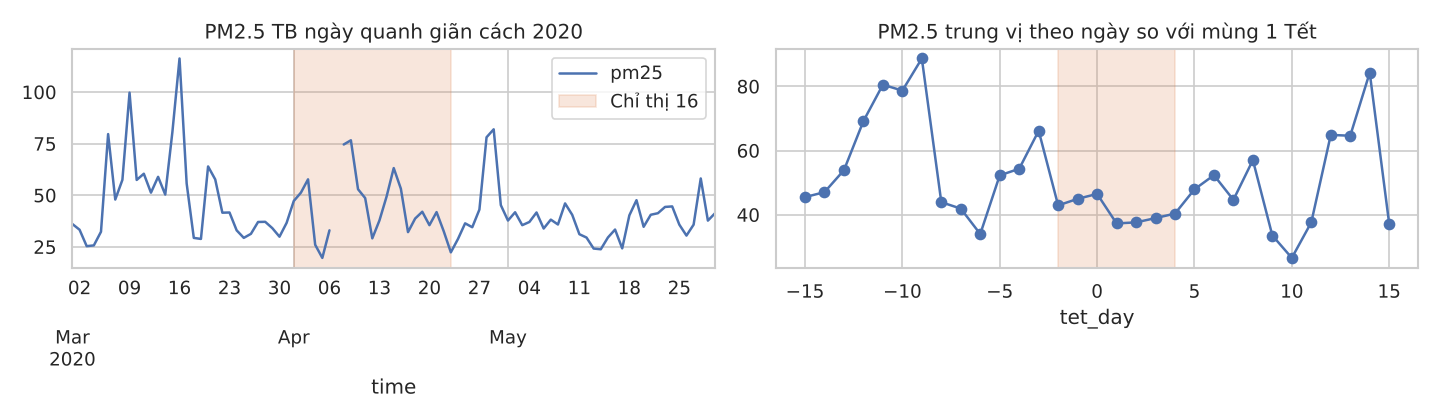 PM2.5 TB ngày quanh giãn cách 2020
pm25
Chỉ thị 16
100
75
50
25
02 09 16 23 30 06 13 20 27 04 11 18 25
Mar Apr May
2020
time
PM2.5 trung vị theo ngày so với mùng 1 Tết
80
60
40
−15 −10 −5 0 5 10 15
tet_day